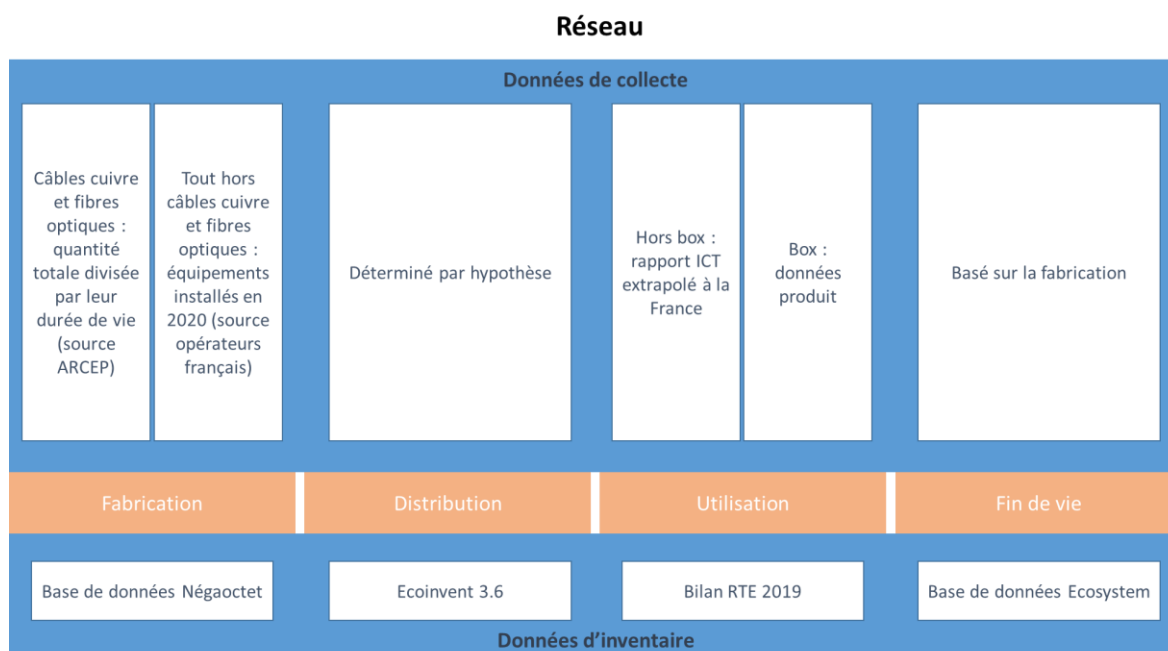 Réseau
Données de collecte
Câbles cuivre
et fibres
optiques :
quantité
totale divisée
par leur
durée de vie
(source
ARCEP)
Tout hors
câbles cuivre
et fibres
optiques :
équipements
installés en
2020 (source
opérateurs
français)
Déterminé par hypothèse
Hors box :
rapport ICT
extrapolé à la
France
Box :
données
produit
Basé sur la fabrication
Fabrication
Distribution
Utilisation
Fin de vie
Base de données Négaoctet
Ecoinvent 3.6
Bilan RTE 2019
Base de données Ecosystem
Données d'inventaire